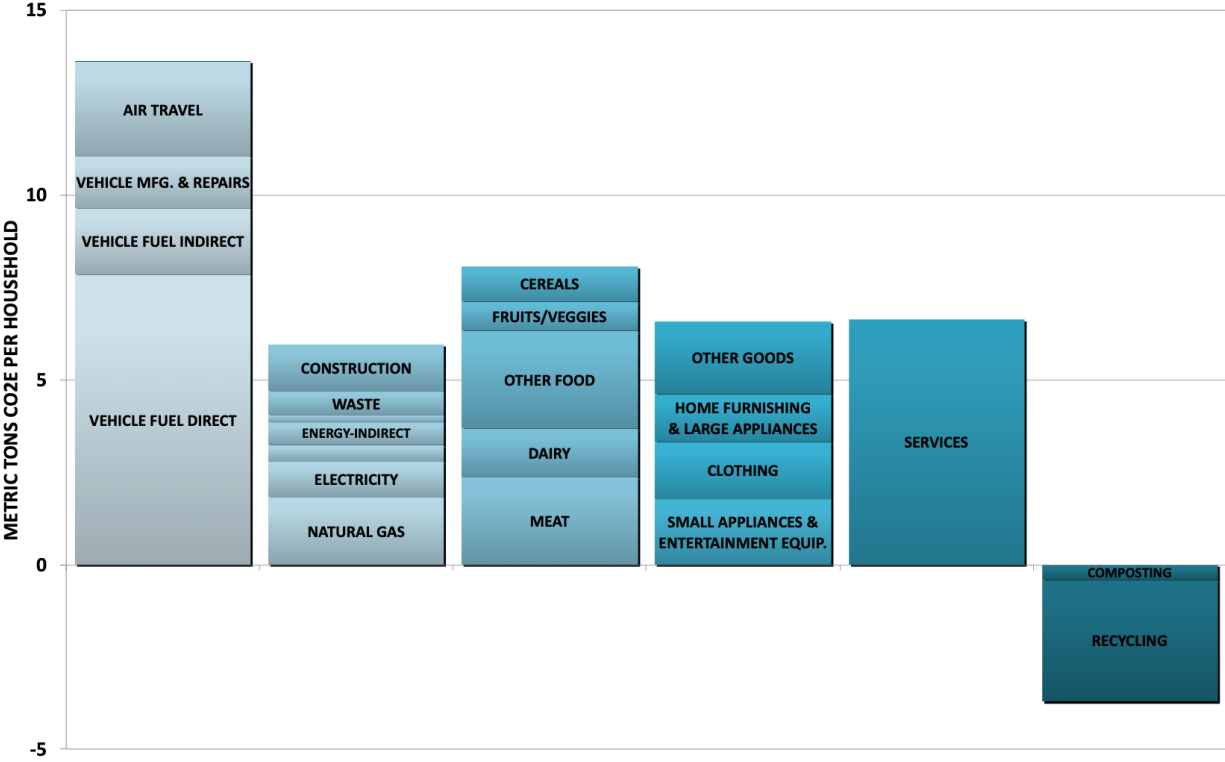 METRIC TONS CO2E PER HOUSEHOLD
15
10
5
0
-5
AIR TRAVEL
VEHICLE MFG. & REPAIRS
VEHICLE FUEL INDIRECT
VEHICLE FUEL DIRECT
CONSTRUCTION
WASTE
ENERGY-INDIRECT
ELECTRICITY
NATURAL GAS
CEREALS
FRUITS/VEGGIES
OTHER FOOD
DAIRY
MEAT
OTHER GOODS
HOME FURNISHING
& LARGE APPLIANCES
CLOTHING
SMALL APPLIANCES &
ENTERTAINMENT EQUIP.
SERVICES
COMPOSTING
RECYCLING